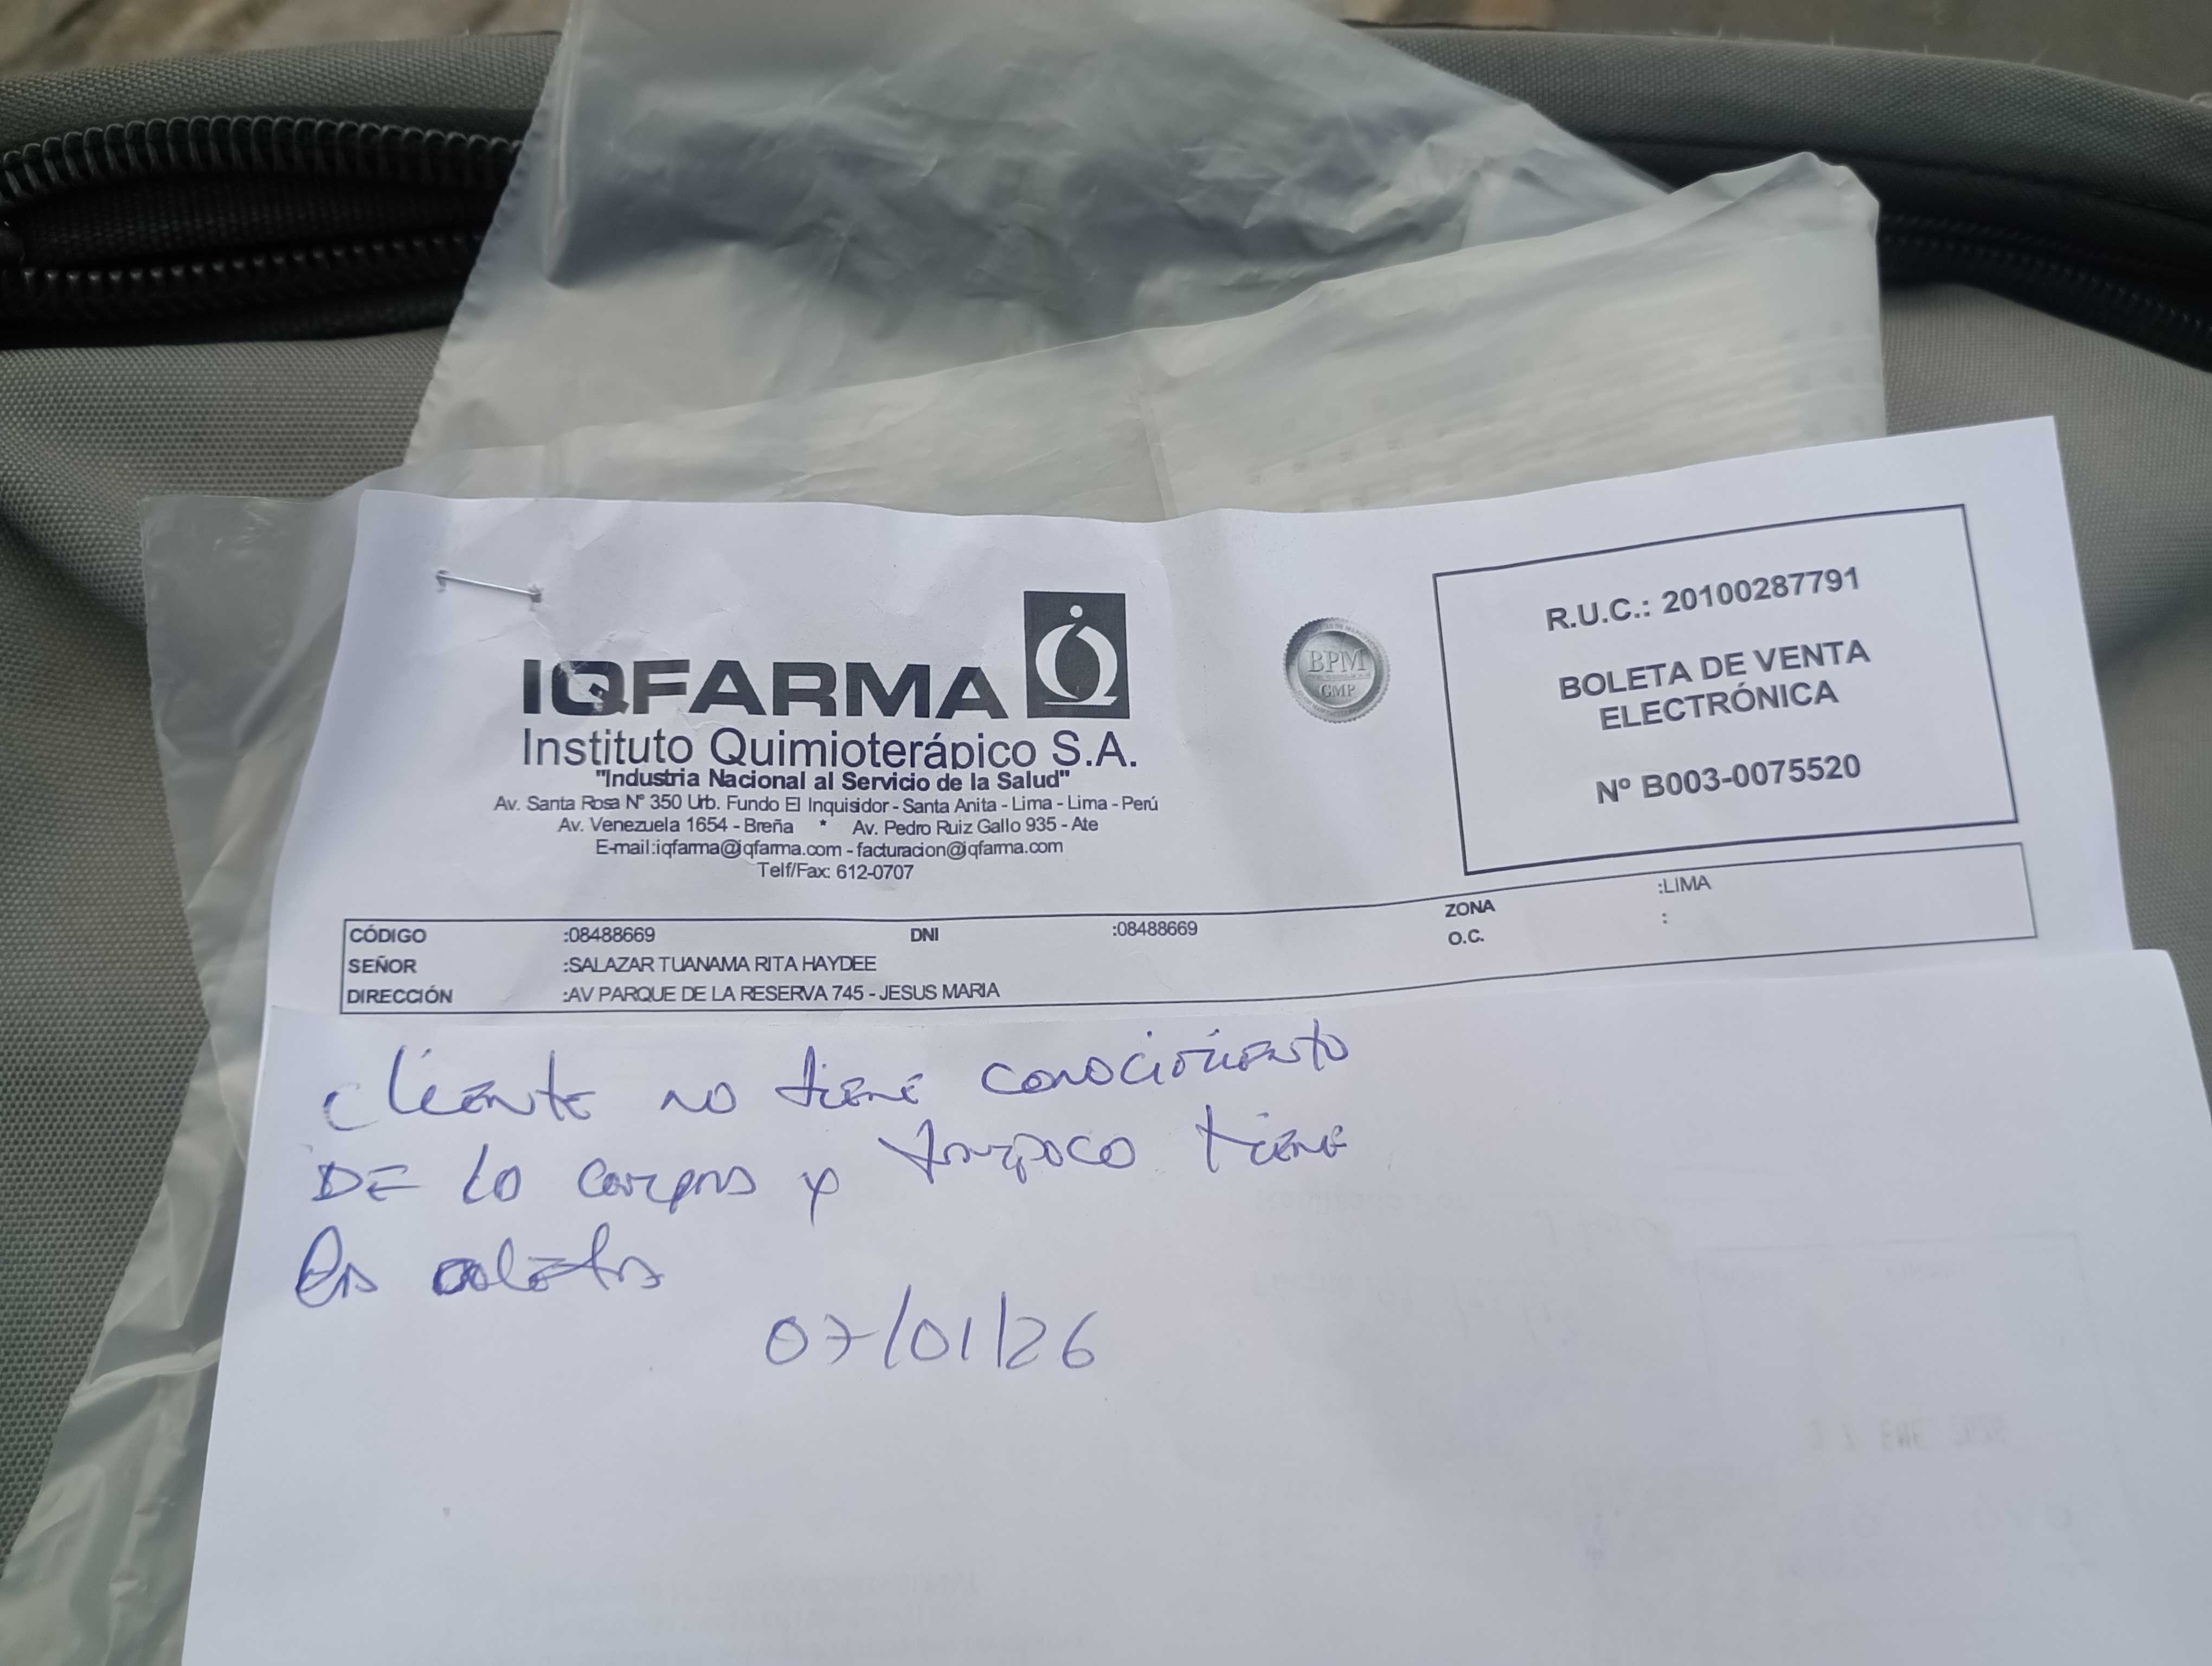 IQFARMA
Instituto Quimioterápico S.A.
"Industria Nacional al Servicio de la Salud"
Av. Santa Rosa Nº 350 Urb. Fundo El Inquisidor - Santa Anita - Lima - Lima - Perú
Av. Venezuela 1654 - Breña * Av. Pedro Ruiz Gallo 935 - Ate
E-mail:iqfarma@iqfarma.com - facturacion@iqfarma.com
Telf/Fax: 612-0707
BPM
GMP
R.U.C.: 20100287791
BOLETA DE VENTA
ELECTRÓNICA
Nº B003-0075520
CÓDIGO :08488669 DNI :08488669 ZONA :LIMA
SEÑOR :SALAZAR TUANAMA RITA HAYDEE O.C. :
DIRECCIÓN :AV PARQUE DE LA RESERVA 745 - JESUS MARIA
cliente no tiene conocimiento
DE lo y tampoco tiene
07/01/26